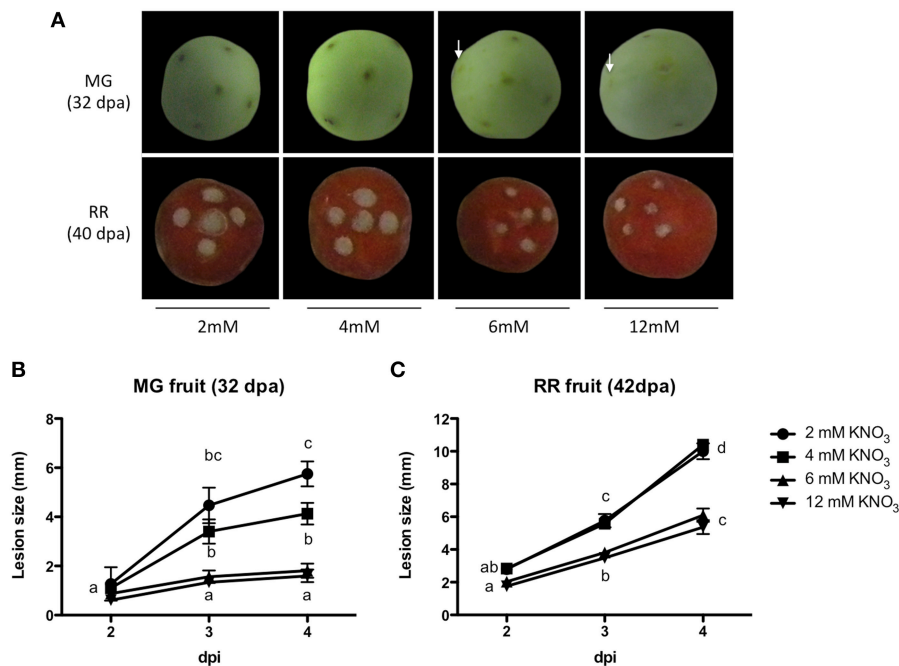 A
MG
(32 dpa)
RR
(40 dpa)
2mM
4mM
6mM
12mM
B
MG fruit (32 dpa)
Lesion size (mm)
8
6
4
2
0
2
3
4
dpi
a
bc
b
a
c
b
a
C
RR fruit (42dpa)
Lesion size (mm)
12
10
8
6
4
2
0
2
3
4
dpi
ab
a
c
b
d
c
2 mM KNO₃
4 mM KNO₃
6 mM KNO₃
12 mM KNO₃